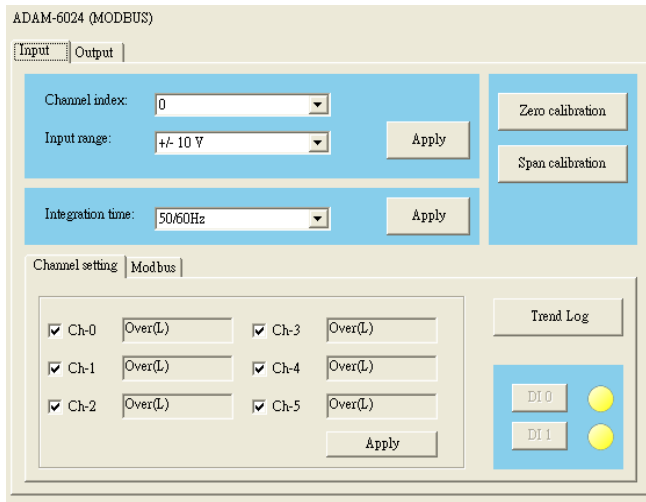 ADAM-6024 (MODBUS)
Input Output
Channel index: 0
Input range: +/- 10 V
Apply
Zero calibration
Span calibration
Integration time: 50/60Hz
Apply
Channel setting Modbus
Ch-0 Over(L) Ch-3 Over(L)
Ch-1 Over(L) Ch-4 Over(L)
Ch-2 Over(L) Ch-5 Over(L)
Apply
Trend Log
DI 0
DI 1